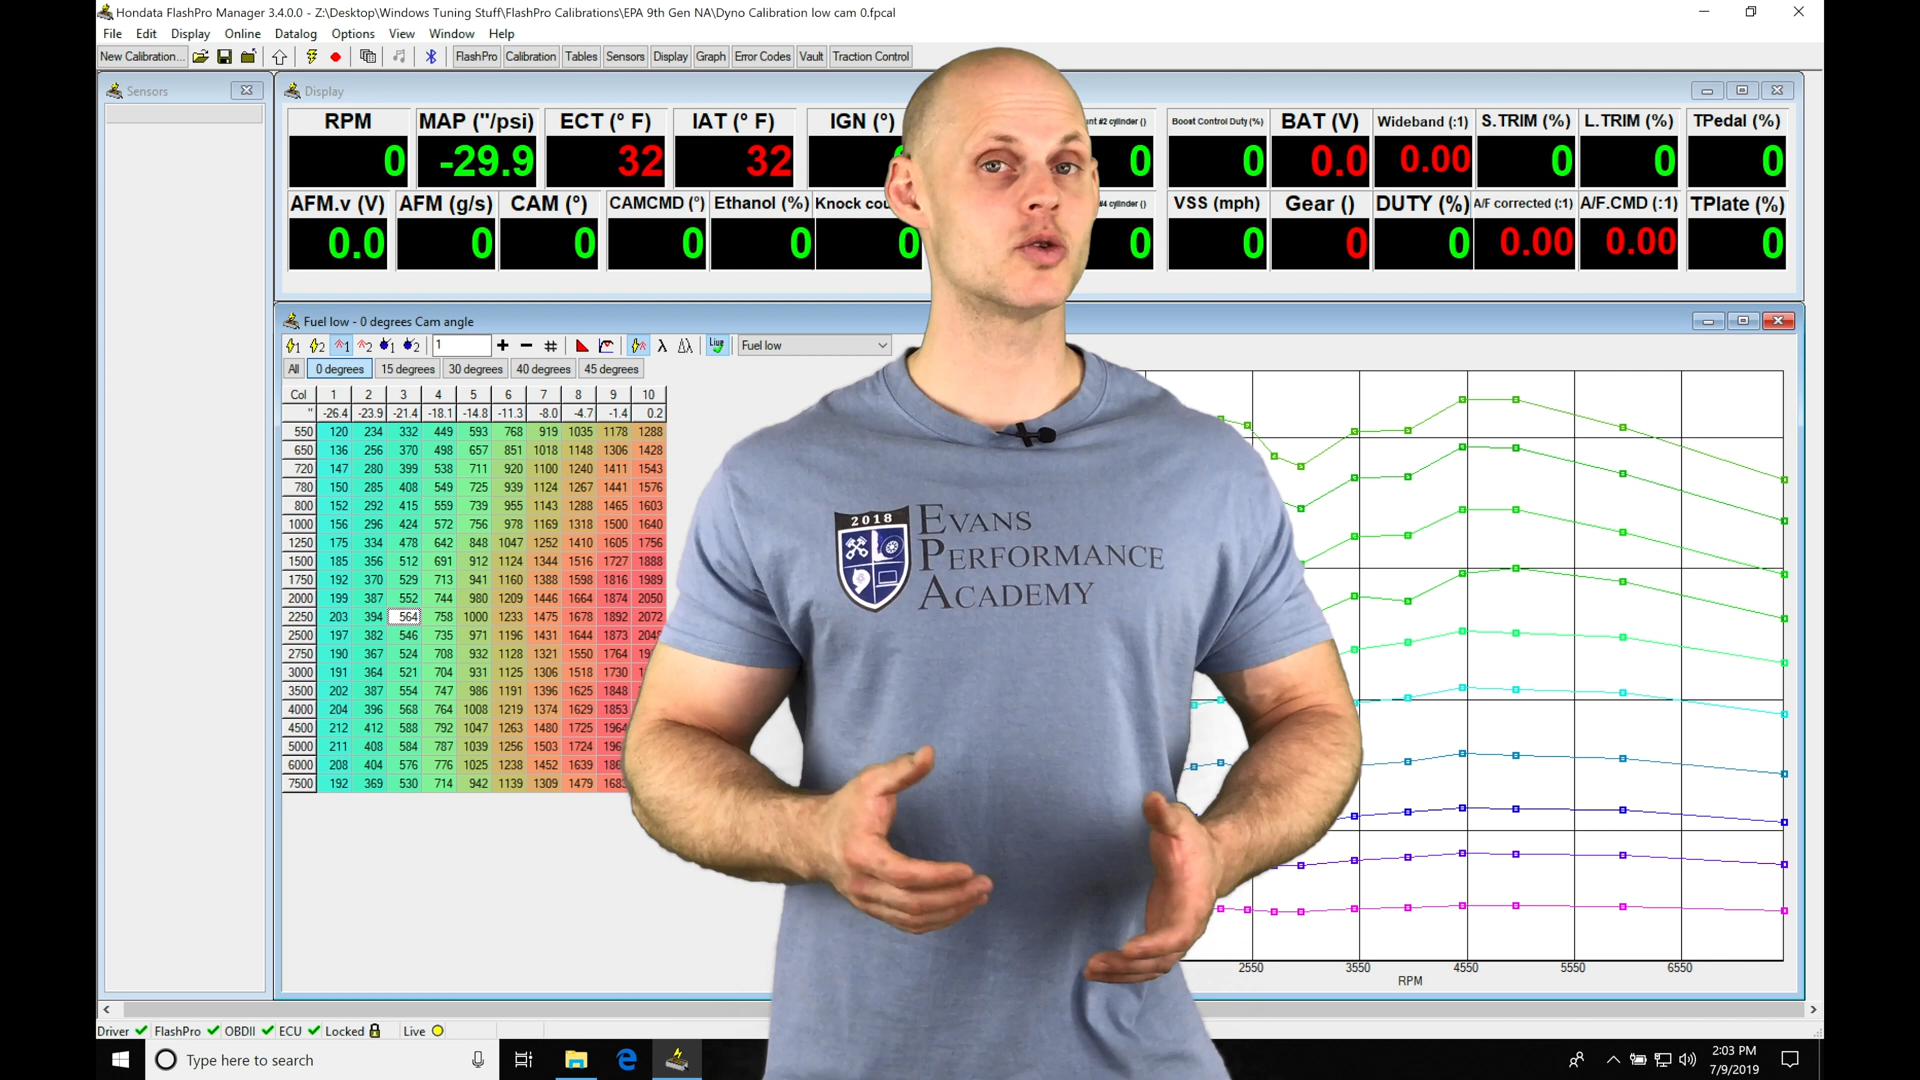 Hondata FlashPro Manager 3.4.0.0 - Z:\Desktop\Windows Tuning Stuff\FlashPro Calibrations\EPA 9th Gen NA\Dyno Calibration low cam 0.fpcal
File Edit Display Online Datalog Options View Window Help
New Calibration... FlashPro Calibration Tables Sensors Display Graph Error Codes Vault Traction Control
Sensors
Display
RPM MAP ("/psi) ECT (° F) IAT (° F) IGN (°) #2 cylinder () Boost Control Duty (%) BAT (V) Wideband (:1) S.TRIM (%) L.TRIM (%) TPedal (%)
0 -29.9 32 32 0 0 0.0 0.00 0 0 0
AFM.v (V) AFM (g/s) CAM (°) CAMCMD (°) Ethanol (%) Knock #4 cylinder () VSS (mph) Gear () DUTY (%) A/F corrected (:1) A/F.CMD (:1) TPlate (%)
0.0 0 0 0 0 0 0 0 0 0 0.00 0.00 0
Fuel low - 0 degrees Cam angle
1 2 1 2 1 2 1 + - # λ Live Fuel low
All 0 degrees 15 degrees 30 degrees 40 degrees 45 degrees
Col 1 2 3 4 5 6 7 8 9 10
" -26.4 -23.9 -21.4 -18.1 -14.8 -11.3 -8.0 -4.7 -1.4 0.2
550 120 234 332 449 593 768 919 1035 1178 1288
650 136 256 370 498 657 851 1018 1148 1306 1428
720 147 280 399 538 711 920 1100 1240 1411 1543
780 150 285 408 549 725 939 1124 1267 1441 1576
800 152 292 415 559 739 955 1143 1288 1465 1603
1000 156 296 424 572 756 978 1169 1318 1500 1640
1250 175 334 478 642 848 1047 1252 1410 1605 1756
1500 185 356 512 691 912 1124 1344 1516 1727 1888
1750 192 370 529 713 941 1160 1388 1598 1816 1989
2000 199 387 552 744 980 1209 1446 1664 1874 2050
2250 203 394 564 758 1000 1233 1475 1678 1892 2072
2500 197 382 546 735 971 1196 1431 1644 1873
2750 190 367 524 708 932 1128 1321 1550 1764
3000 191 364 521 704 931 1125 1306 1518 1730
3500 202 387 554 747 986 1191 1396 1625 1848
4000 204 396 568 764 1008 1219 1374 1629 1853
4500 212 412 588 792 1047 1263 1480 1725 1964
5000 211 408 584 787 1039 1256 1503 1724
6000 208 404 576 776 1025 1238 1452 1639
7500 192 369 530 714 942 1139 1309 1479
2018
EVANS
PERFORMANCE
ACADEMY
2550 3550 4550 5550 6550
RPM
Driver FlashPro OBDII ECU Locked Live
Type here to search
2:03 PM
7/9/2019